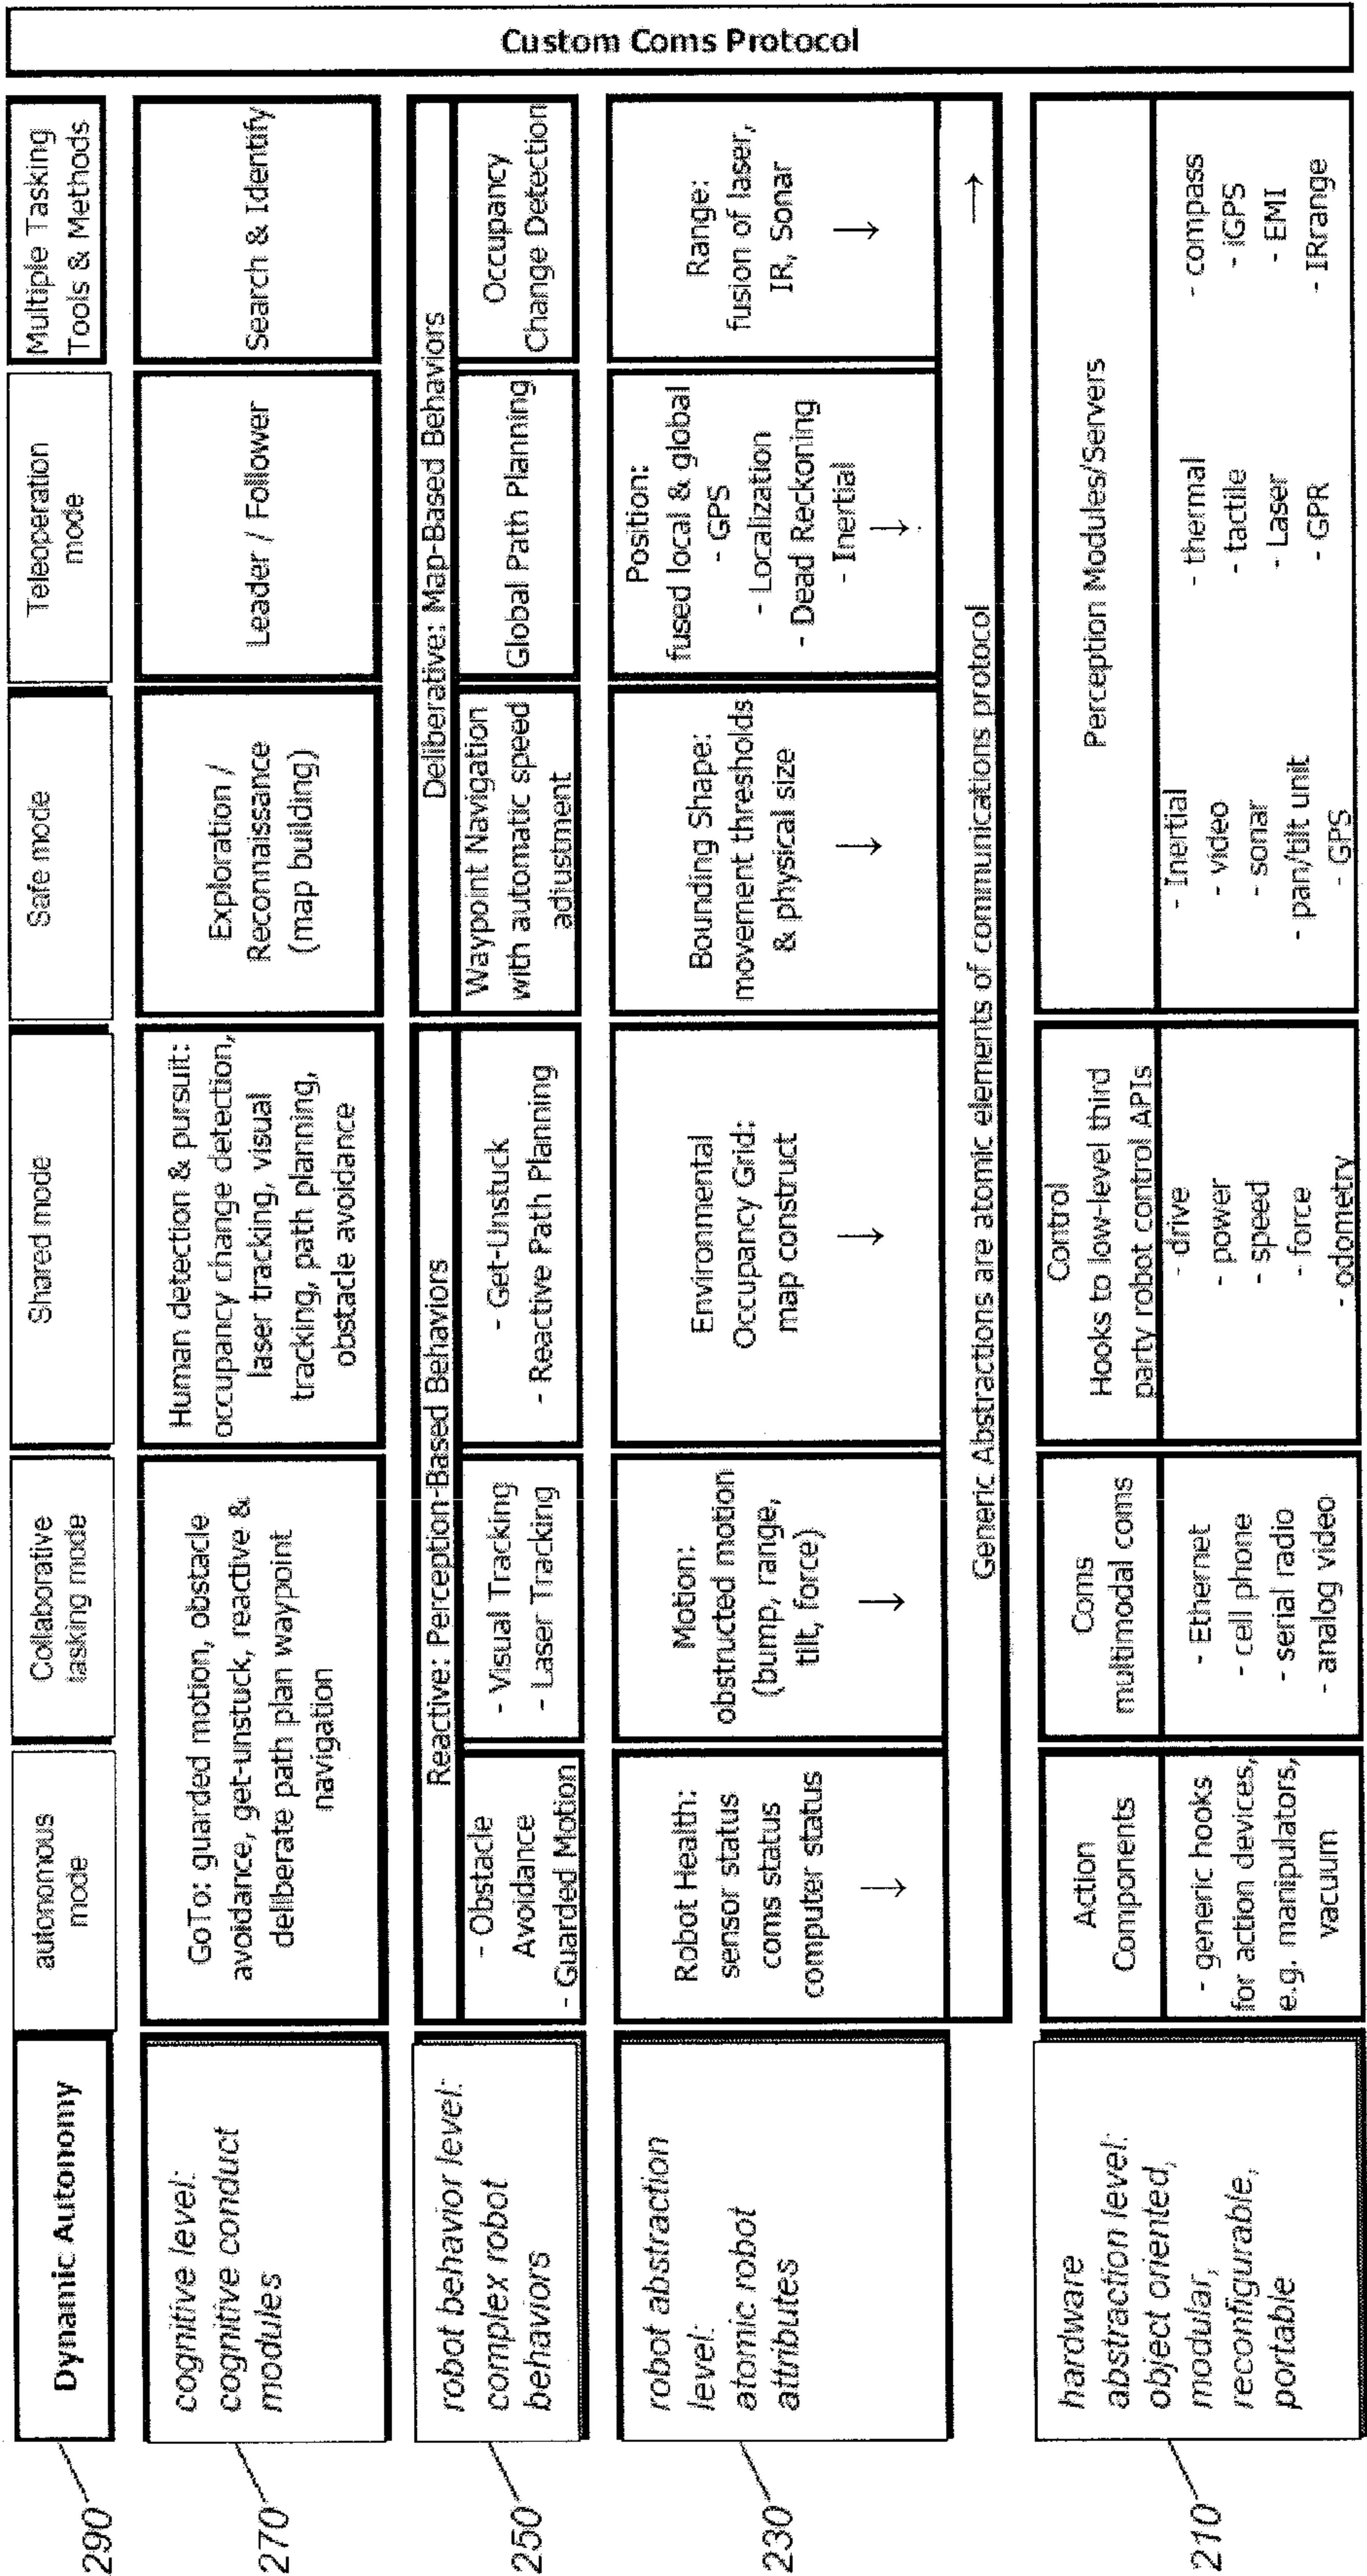 290
Dynamic Autonomy
autonomous
mode
Collaborative
tasking mode
Shared mode
Safe mode
Teleoperation
mode
Multiple Tasking
Tools & Methods
270
cognitive level:
cognitive conduct
modules
GoTo: guarded motion, obstacle
avoidance, get-unstuck, reactive &
deliberate path plan waypoint
navigation
Human detection & pursuit:
occupancy change detection,
laser tracking, visual
tracking, path planning,
obstacle avoidance
Exploration /
Reconnaissance
(map building)
Leader / Follower
Search & Identify
250
robot behavior level:
complex robot
behaviors
Reactive: Perception-Based Behaviors
- Obstacle
Avoidance
- Guarded Motion
- Visual Tracking
- Laser Tracking
- Get-Unstuck
- Reactive Path Planning
Deliberative: Map-Based Behaviors
Waypoint Navigation
with automatic speed
adjustment
Global Path Planning
Occupancy
Change Detection
230
robot abstraction
level:
atomic robot
attributes
Robot Health:
sensor status
coms status
computer status
↓
Motion:
obstructed motion
(bump, range,
tilt, force)
↓
Environmental
Occupancy Grid:
map construct
↓
Bounding Shape:
movement thresholds
& physical size
↓
Position:
fused local & global
- GPS
- Localization
- Dead Reckoning
- Inertial
↓
Range:
fusion of laser,
IR, Sonar
↓
Generic Abstractions are atomic elements of communications protocol →
210
hardware
abstraction level:
object oriented,
modular,
reconfigurable,
portable
Action
Components
- generic hooks
for action devices,
e.g. manipulators,
vacuum
Coms
multimodal coms
- Ethernet
- cell phone
- serial radio
- analog video
Control
Hooks to low-level third
party robot control APIs
- drive
- power
- speed
- force
- odometry
Perception Modules/Servers
- Inertial
- video
- sonar
- pan/tilt unit
- GPS
- thermal
- tactile
- Laser
- GPR
- compass
- iGPS
- EMI
- IRrange
Custom Coms Protocol